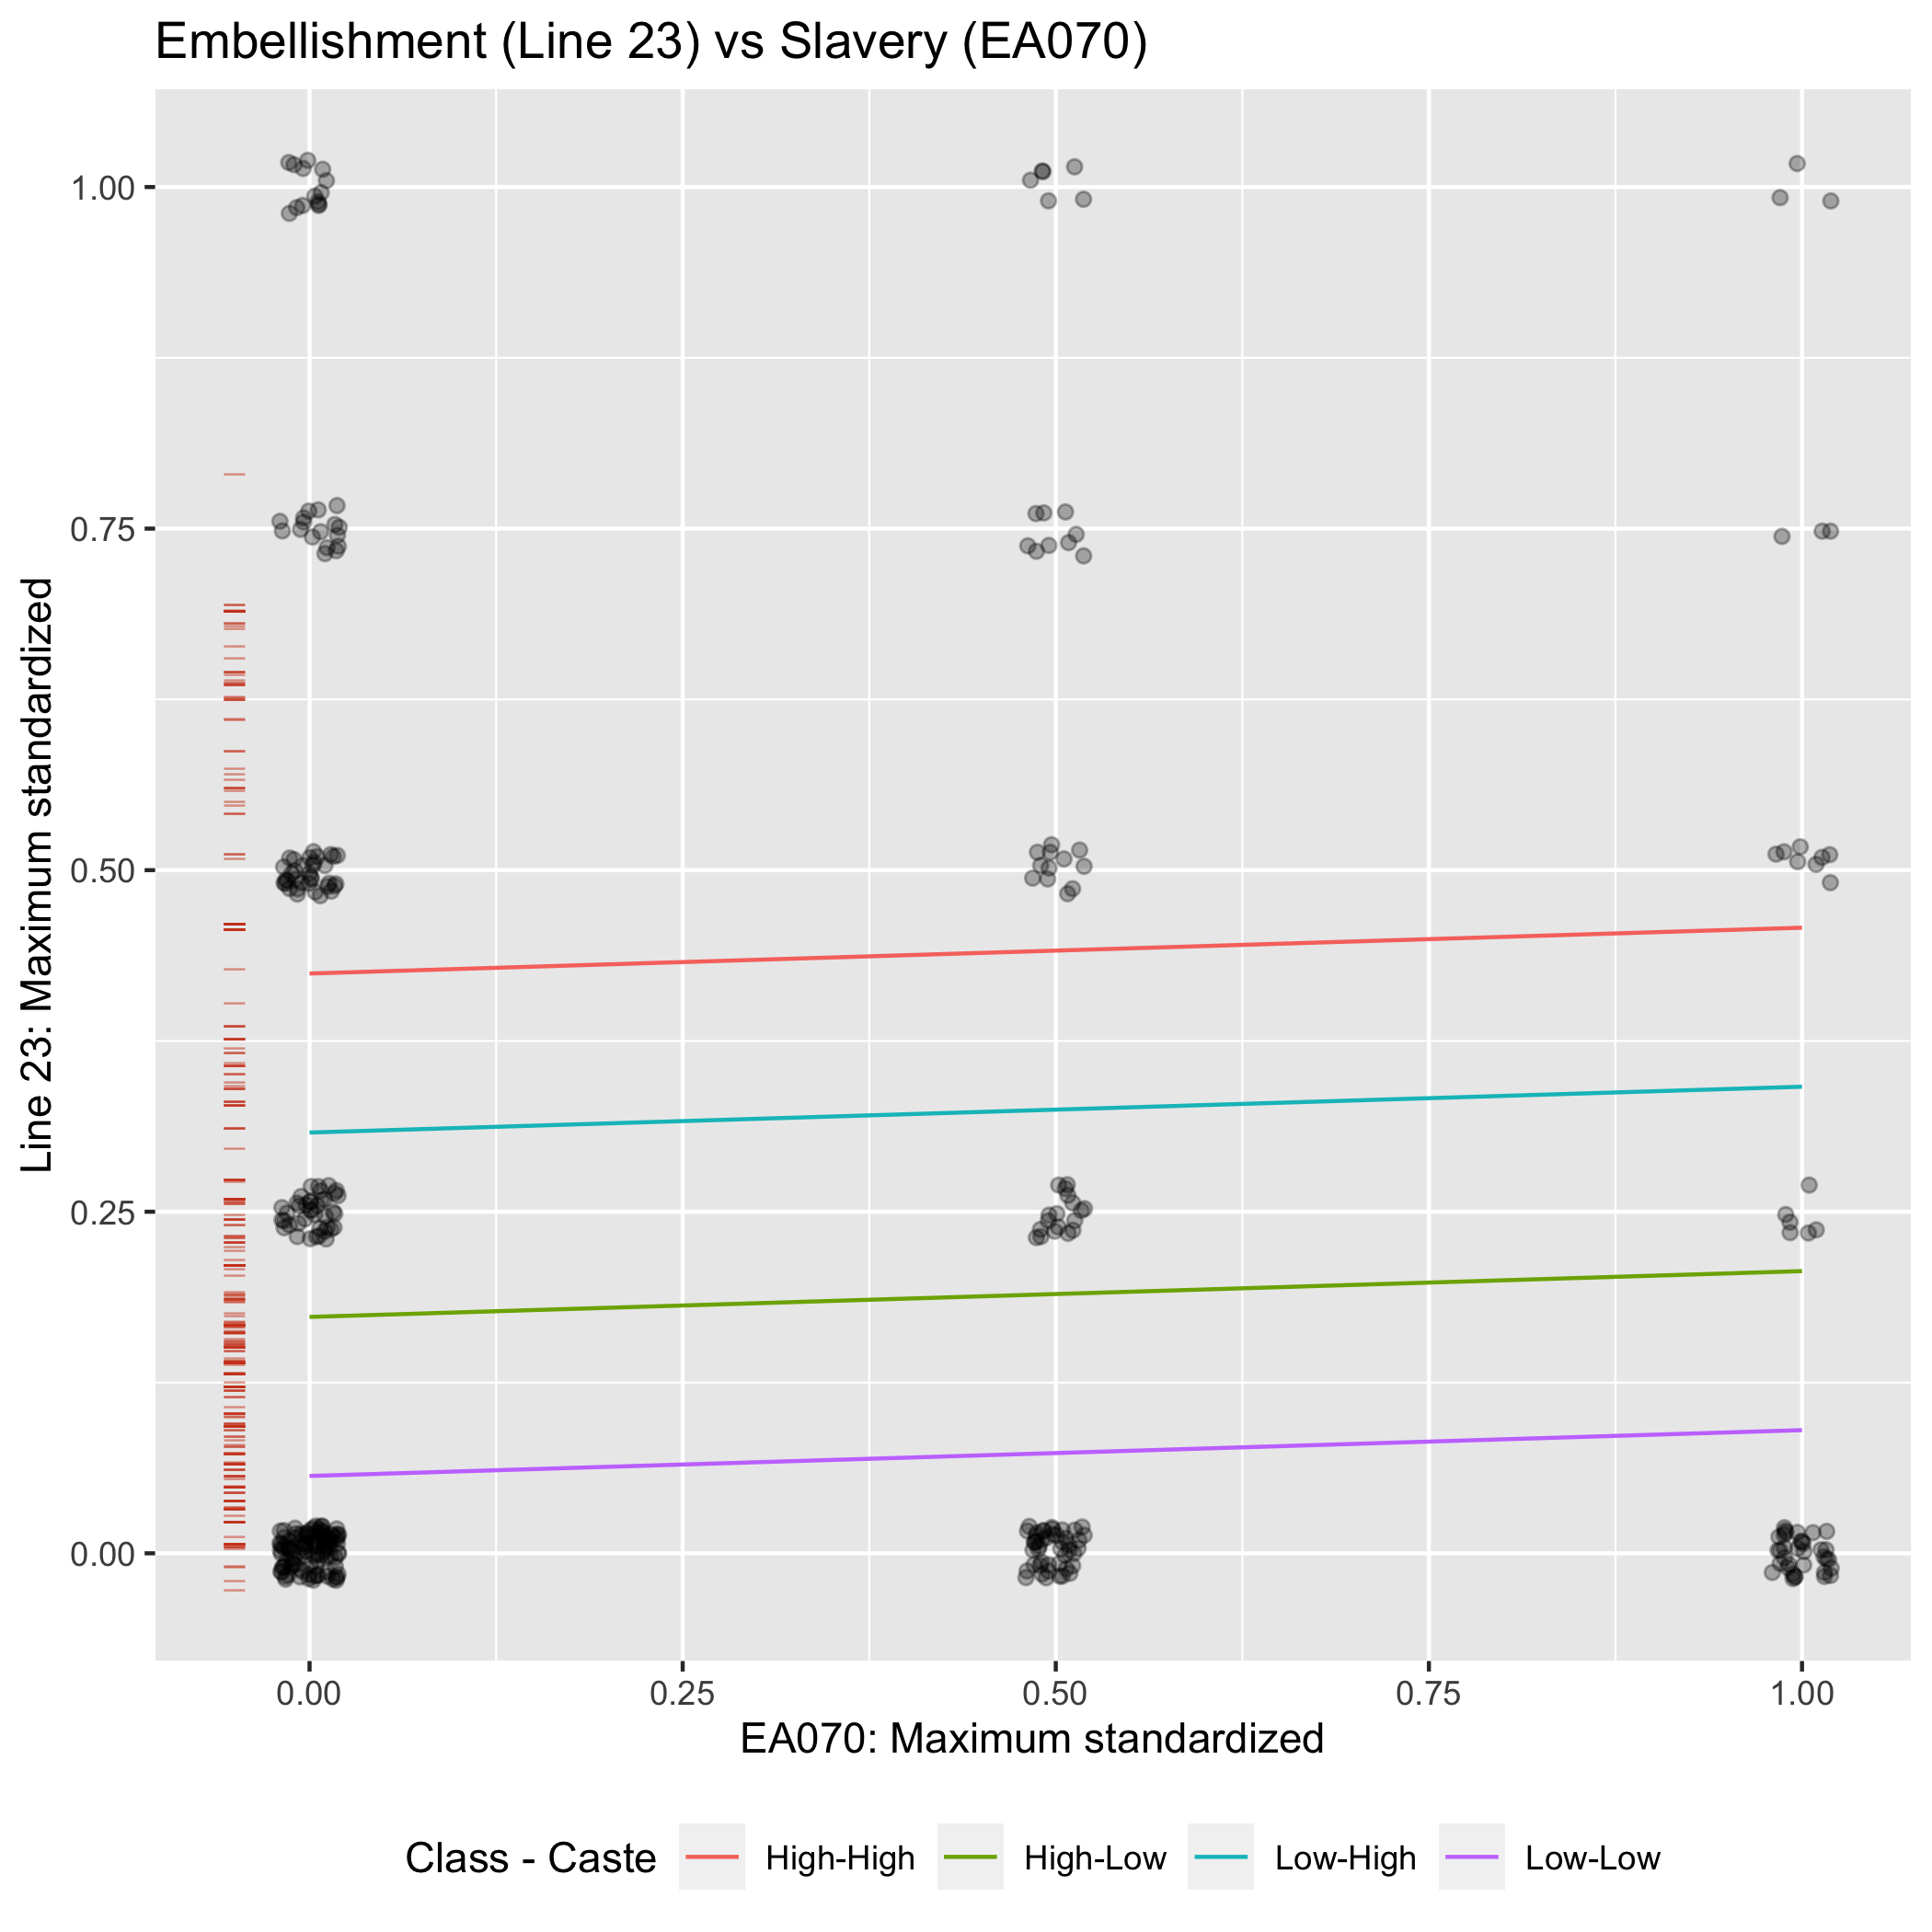 Embellishment (Line 23) vs Slavery (EA070)
Line 23: Maximum standardized
1.00
0.75
0.50
0.25
0.00
0.00 0.25 0.50 0.75 1.00
EA070: Maximum standardized
Class - Caste High-High High-Low Low-High Low-Low